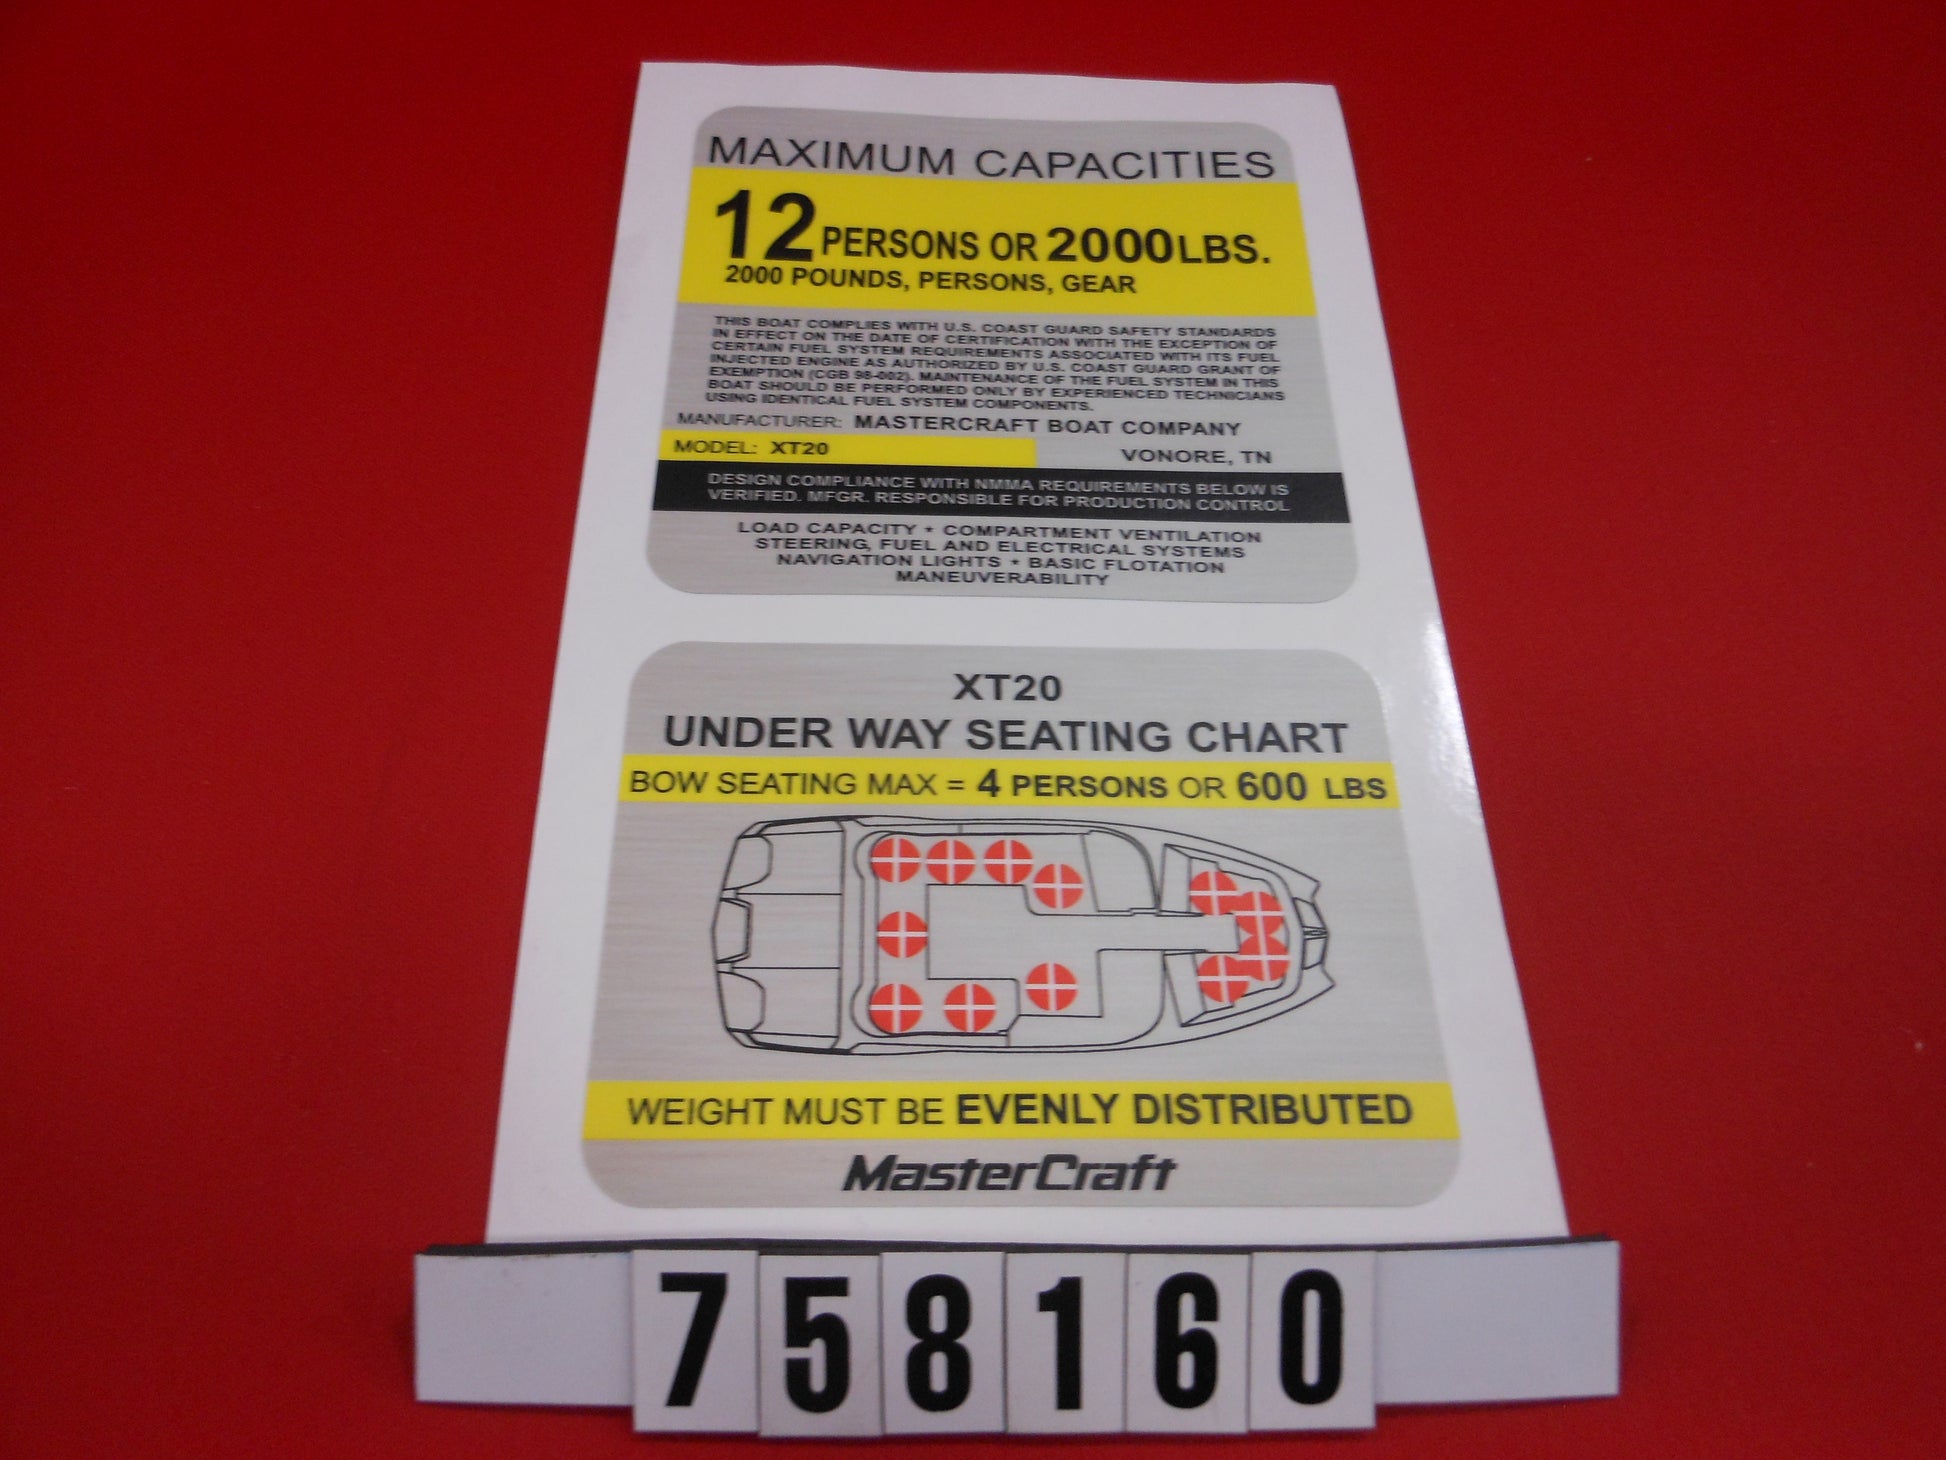 MAXIMUM CAPACITIES
12 PERSONS OR 2000 LBS.
2000 POUNDS, PERSONS, GEAR
THIS BOAT COMPLIES WITH U.S. COAST GUARD SAFETY STANDARDS
IN EFFECT ON THE DATE OF CERTIFICATION WITH THE EXCEPTION OF
CERTAIN FUEL SYSTEM REQUIREMENTS ASSOCIATED WITH ITS FUEL
INJECTED ENGINE AS AUTHORIZED BY U.S. COAST GUARD GRANT OF
EXEMPTION (CGB 98-002). MAINTENANCE OF THE FUEL SYSTEM IN THIS
BOAT SHOULD BE PERFORMED ONLY BY EXPERIENCED TECHNICIANS
USING IDENTICAL FUEL SYSTEM COMPONENTS.
MANUFACTURER: MASTERCRAFT BOAT COMPANY
MODEL: XT20 VONORE, TN
DESIGN COMPLIANCE WITH NMMA REQUIREMENTS BELOW IS
VERIFIED. MFGR. RESPONSIBLE FOR PRODUCTION CONTROL
LOAD CAPACITY * COMPARTMENT VENTILATION
STEERING, FUEL AND ELECTRICAL SYSTEMS
NAVIGATION LIGHTS * BASIC FLOTATION
MANEUVERABILITY
XT20
UNDER WAY SEATING CHART
BOW SEATING MAX = 4 PERSONS OR 600 LBS
WEIGHT MUST BE EVENLY DISTRIBUTED
MasterCraft
758160